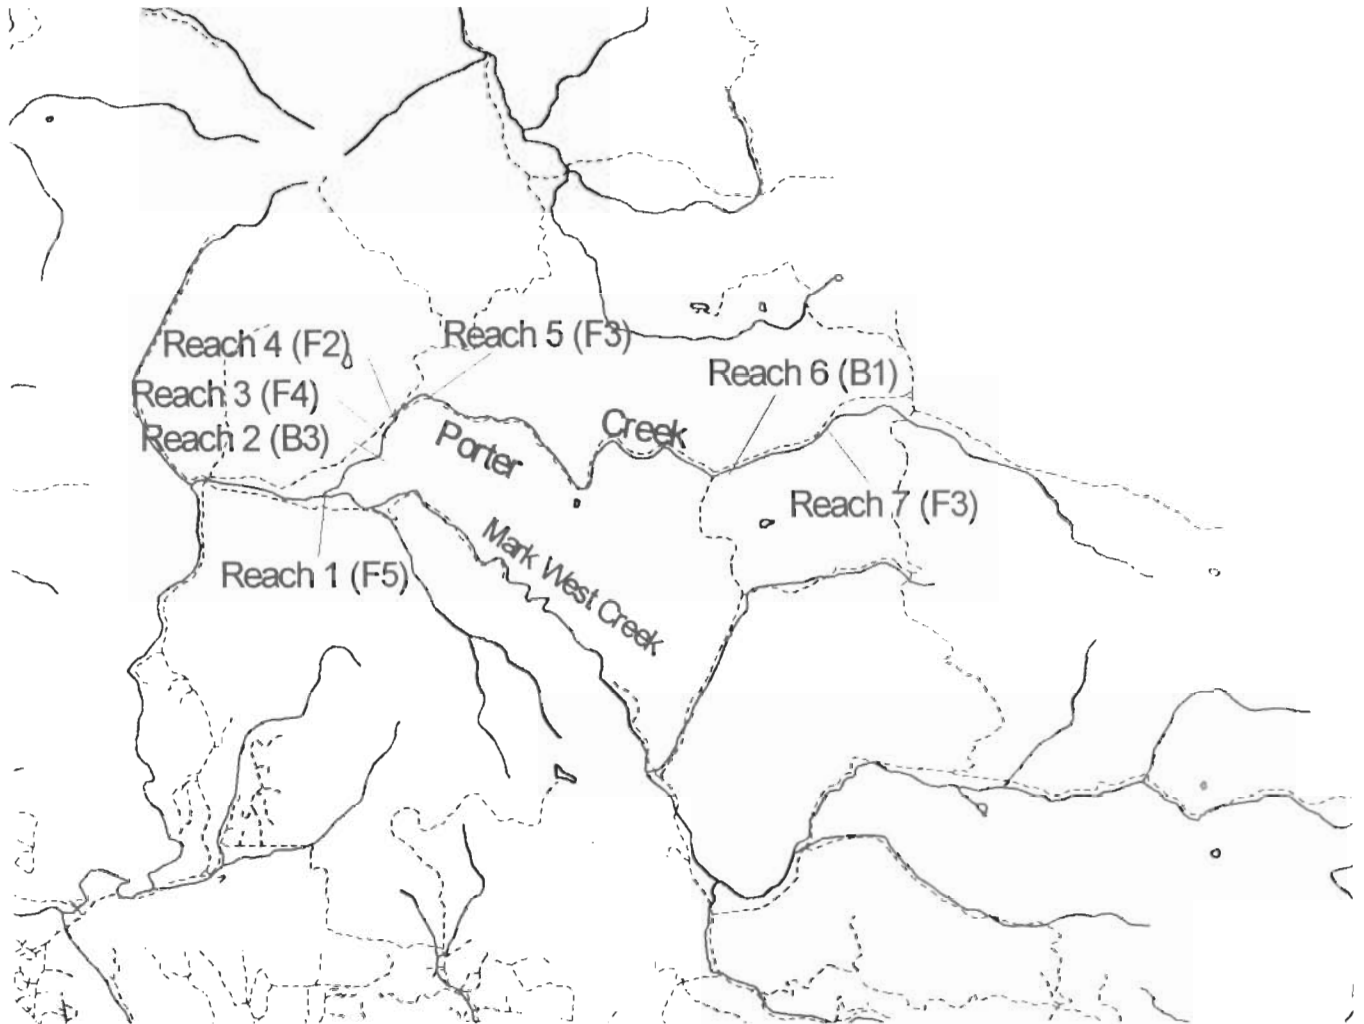 Reach 4 (F2)
Reach 5 (F3)
Reach 3 (F4)
Reach 6 (B1)
Reach 2 (B3)
Porter Creek
Reach 7 (F3)
Mark West Creek
Reach 1 (F5)